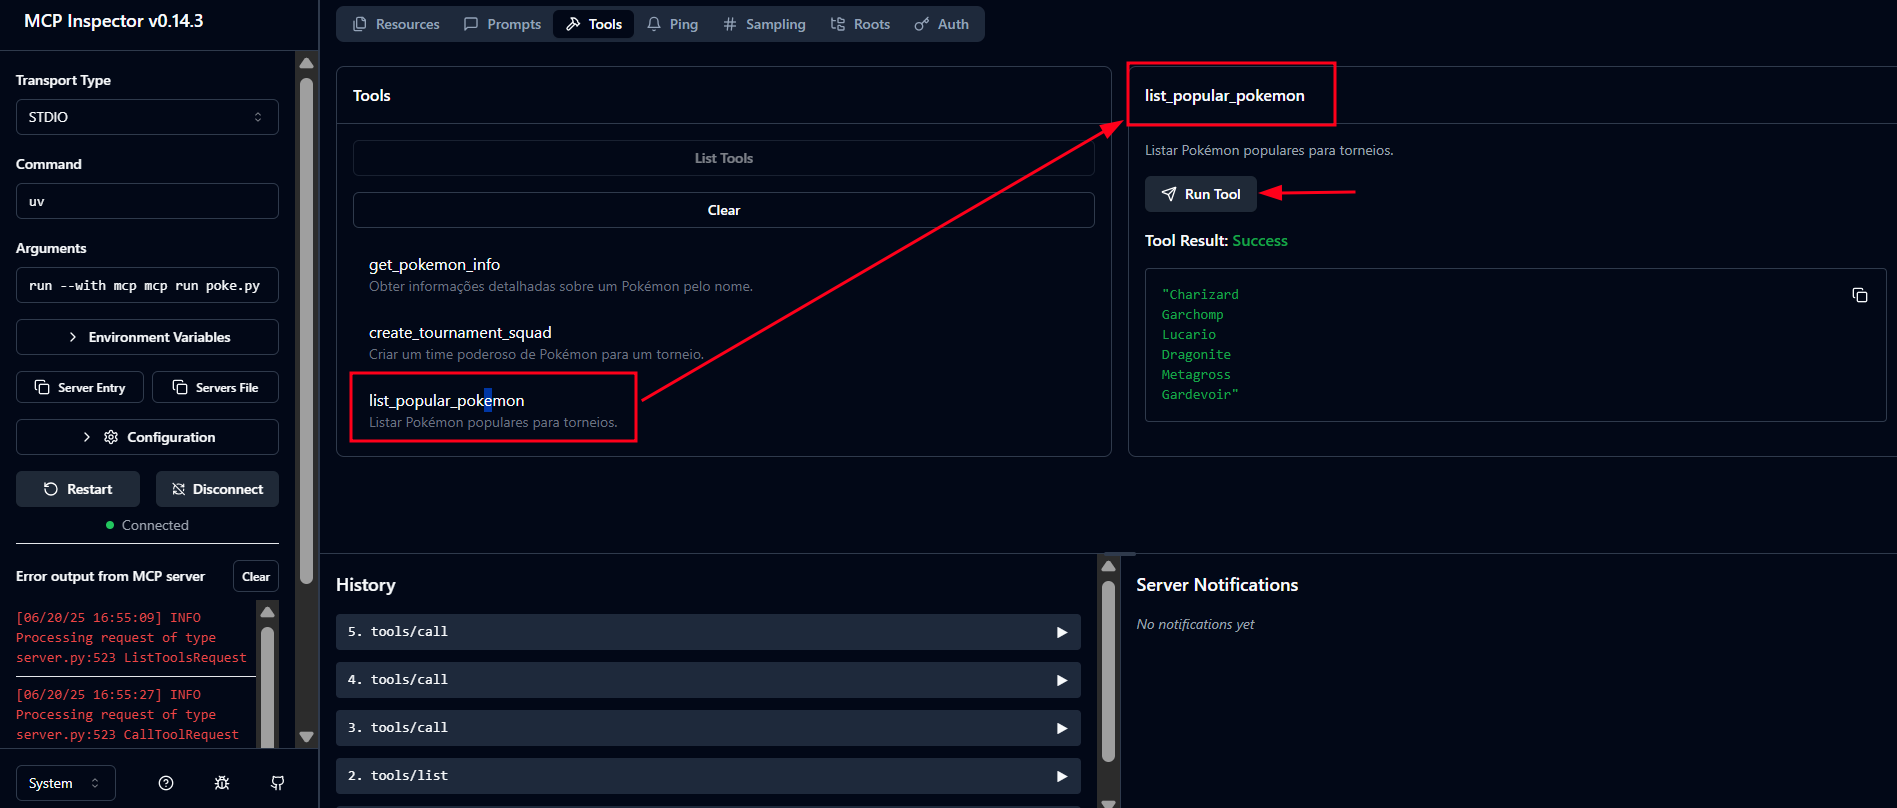 MCP Inspector v0.14.3
Transport Type
STDIO
Command
uv
Arguments
run --with mcp mcp run poke.py
Environment Variables
Server Entry
Servers File
Configuration
Restart
Disconnect
Connected
Error output from MCP server
Clear
[06/20/25 16:55:09] INFO
Processing request of type
server.py:523 ListToolsRequest
[06/20/25 16:55:27] INFO
Processing request of type
server.py:523 CallToolRequest
System
Resources
Prompts
Tools
Ping
Sampling
Roots
Auth
Tools
List Tools
Clear
get_pokemon_info
Obter informações detalhadas sobre um Pokémon pelo nome.
create_tournament_squad
Criar um time poderoso de Pokémon para um torneio.
list_popular_pokemon
Listar Pokémon populares para torneios.
list_popular_pokemon
Listar Pokémon populares para torneios.
Run Tool
Tool Result: Success
"Charizard
Garchomp
Lucario
Dragonite
Metagross
Gardevoir"
History
5. tools/call
4. tools/call
3. tools/call
2. tools/list
Server Notifications
No notifications yet